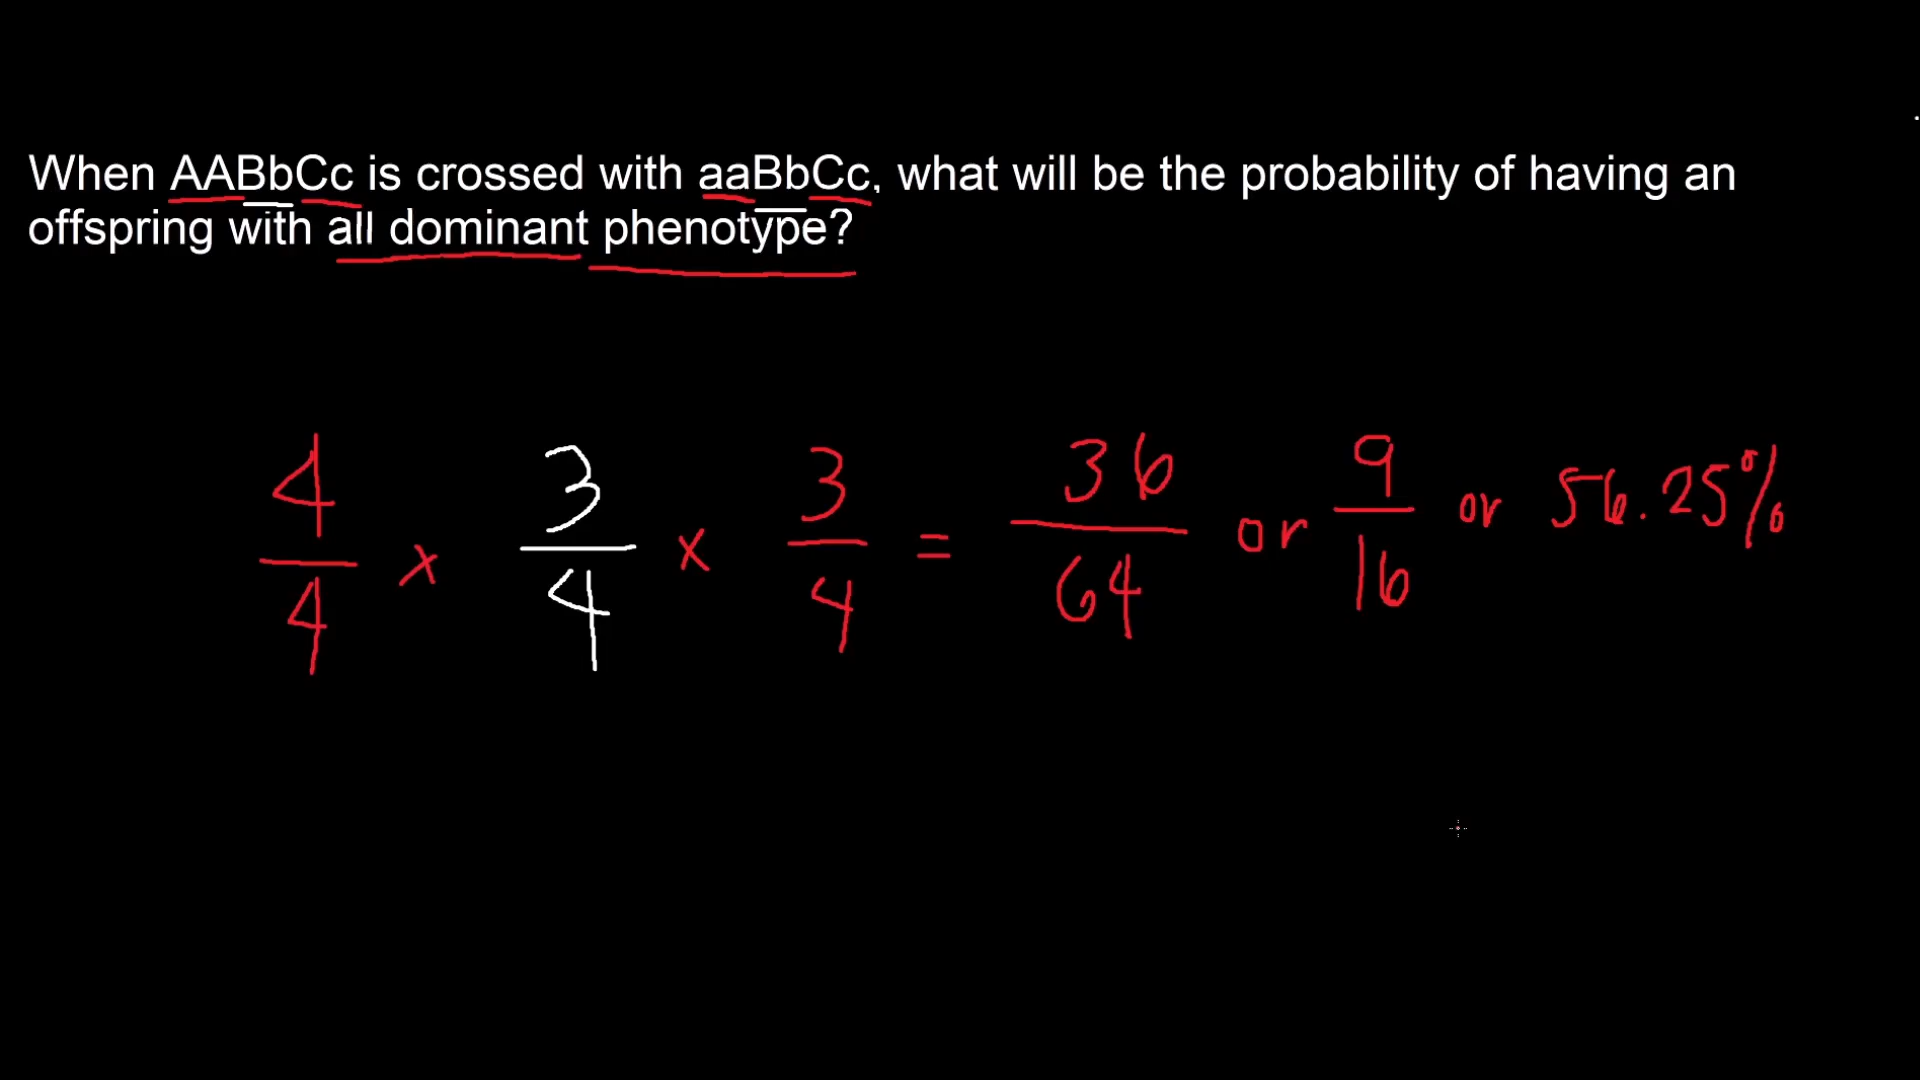 When AABbCc is crossed with aaBbCc, what will be the probability of having an
offspring with all dominant phenotype?
4/4 x 3/4 x 3/4 = 36/64 or 9/16 or 56.25%